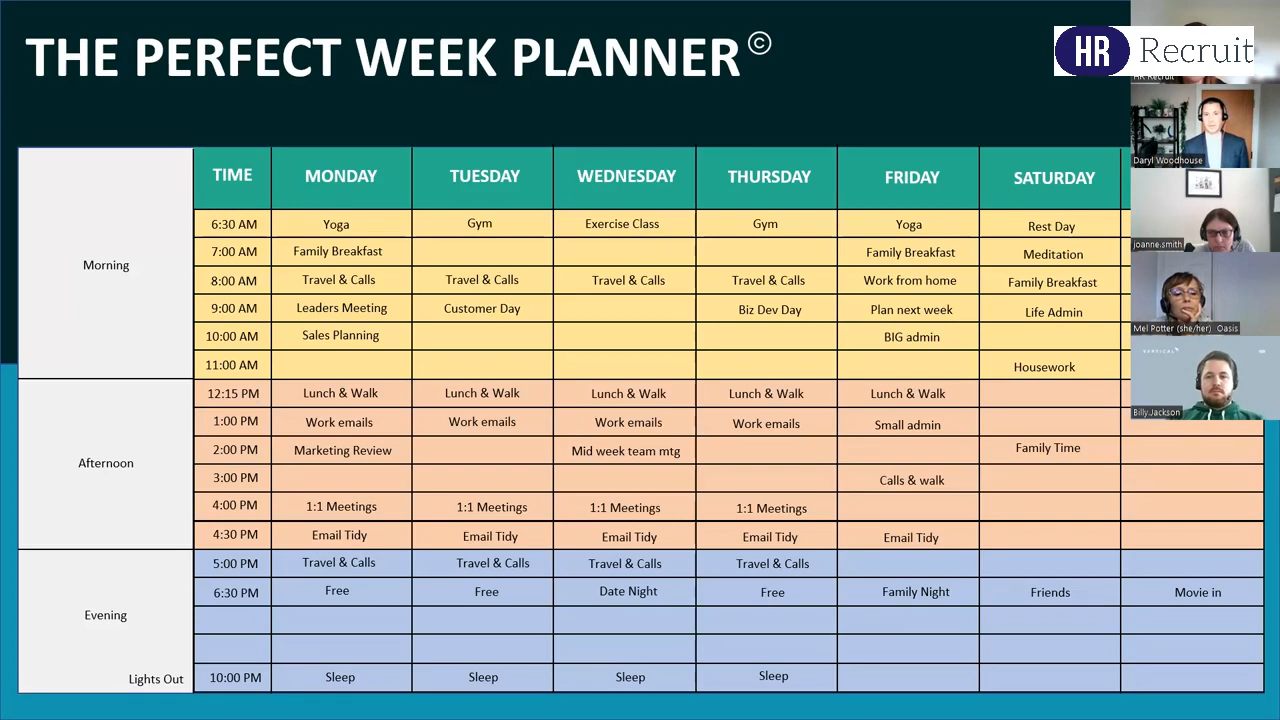 THE PERFECT WEEK PLANNER©
HR Recruit
HR Recruit
Daryl Woodhouse
joanne.smith
Mel Potter (she/her) Oasis
VERTICAL
Billy.Jackson
TIME MONDAY TUESDAY WEDNESDAY THURSDAY FRIDAY SATURDAY
Morning
6:30 AM Yoga Gym Exercise Class Gym Yoga Rest Day
7:00 AM Family Breakfast Family Breakfast Meditation
8:00 AM Travel & Calls Travel & Calls Travel & Calls Travel & Calls Work from home Family Breakfast
9:00 AM Leaders Meeting Customer Day Biz Dev Day Plan next week Life Admin
10:00 AM Sales Planning BIG admin
11:00 AM Housework
Afternoon
12:15 PM Lunch & Walk Lunch & Walk Lunch & Walk Lunch & Walk Lunch & Walk
1:00 PM Work emails Work emails Work emails Work emails Small admin
2:00 PM Marketing Review Mid week team mtg Family Time
3:00 PM Calls & walk
4:00 PM 1:1 Meetings 1:1 Meetings 1:1 Meetings 1:1 Meetings
4:30 PM Email Tidy Email Tidy Email Tidy Email Tidy Email Tidy
Evening
5:00 PM Travel & Calls Travel & Calls Travel & Calls Travel & Calls
6:30 PM Free Free Date Night Free Family Night Friends Movie in
Lights Out 10:00 PM Sleep Sleep Sleep Sleep